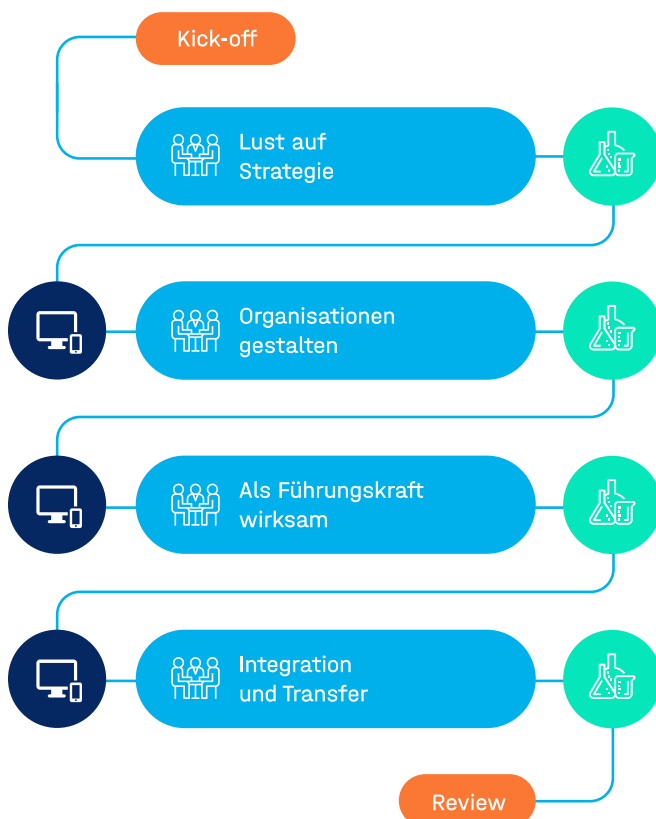 Kick-off
Lust auf
Strategie
Organisationen
gestalten
Als Führungskraft
wirksam
Integration
und Transfer
Review